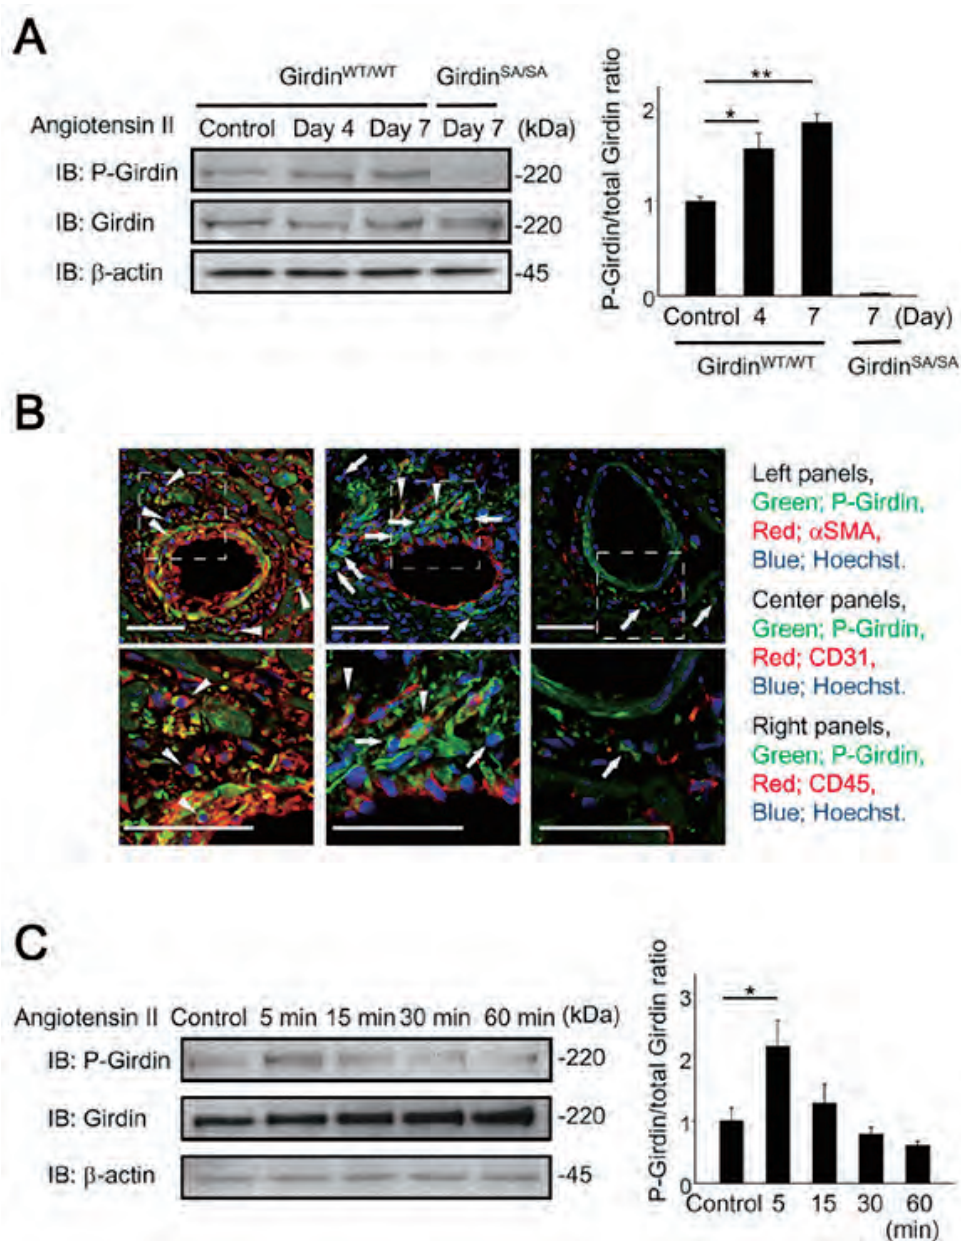 A
Girdin^WT/WT Girdin^SA/SA
Angiotensin II Control Day 4 Day 7 Day 7 (kDa)
IB: P-Girdin -220
IB: Girdin -220
IB: β-actin -45
P-Girdin/total Girdin ratio
**
*
2
1
0
Control 4 7 7 (Day)
Girdin^WT/WT Girdin^SA/SA
B
Left panels,
Green; P-Girdin,
Red; αSMA,
Blue; Hoechst.
Center panels,
Green; P-Girdin,
Red; CD31,
Blue; Hoechst.
Right panels,
Green; P-Girdin,
Red; CD45,
Blue; Hoechst.
C
Angiotensin II Control 5 min 15 min 30 min 60 min (kDa)
IB: P-Girdin -220
IB: Girdin -220
IB: β-actin -45
P-Girdin/total Girdin ratio
*
3
2
1
0
Control 5 15 30 60
(min)